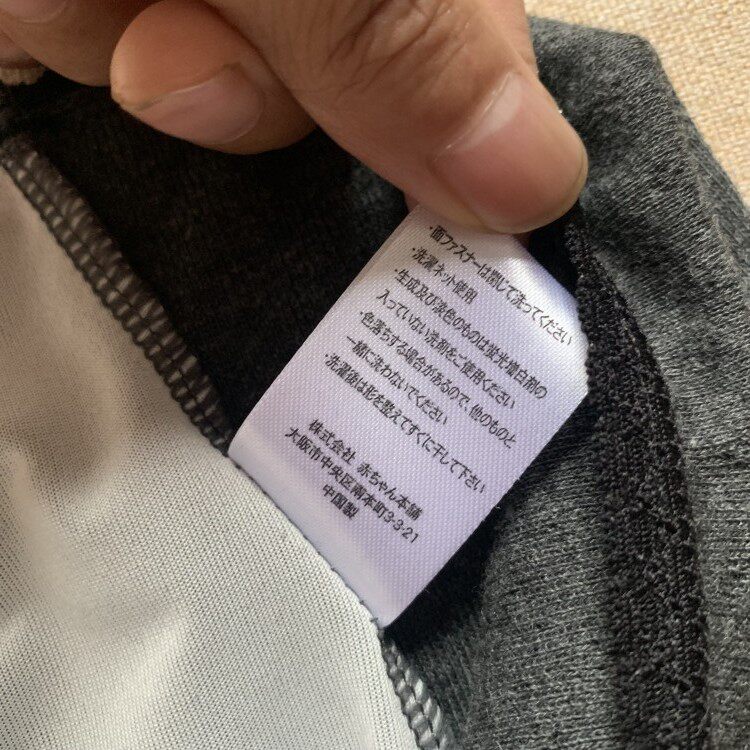 ・面ファスナーは閉じて洗ってください
・洗濯ネット使用
・生成及び淡色のものは蛍光増白剤の
入っていない洗剤をご使用ください
・色落ちする場合があるので、他のものと
一緒に洗わないでください
・洗濯後は形を整えてすぐに干して下さい
株式会社 赤ちゃん本舗
大阪市中央区南本町3-3-21
中国製